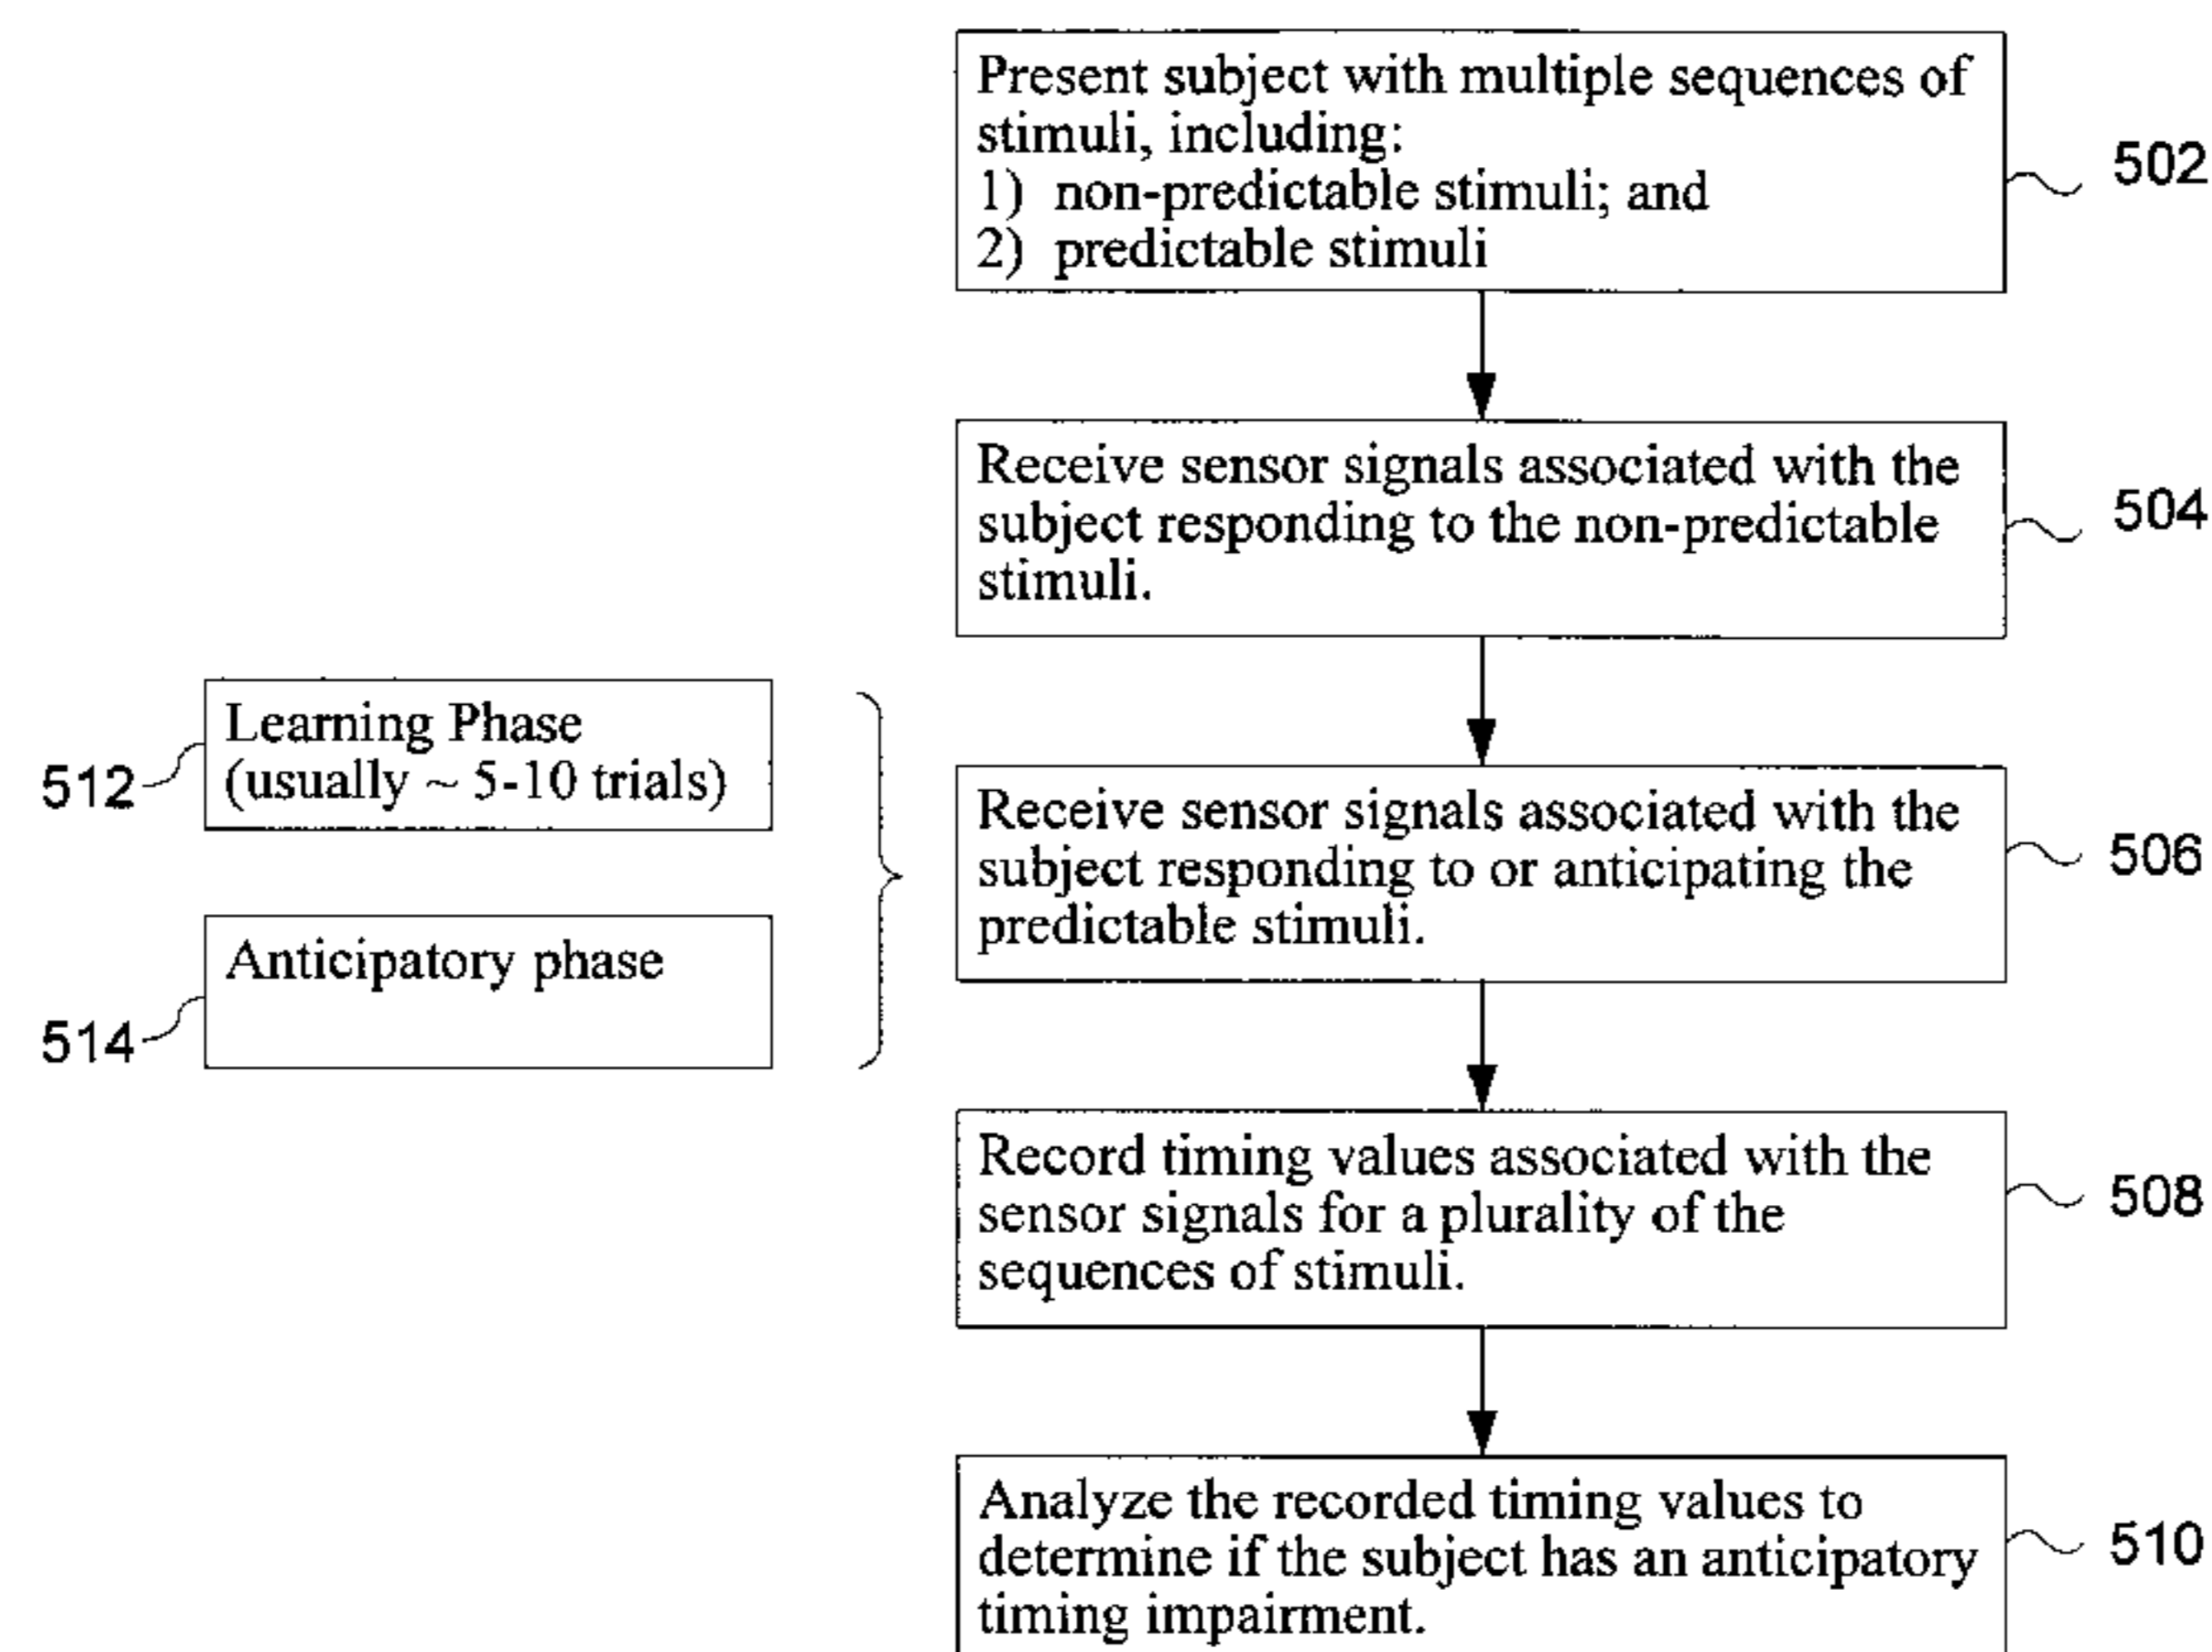 Present subject with multiple sequences of
stimuli, including:
1) non-predictable stimuli; and
2) predictable stimuli
502
Receive sensor signals associated with the
subject responding to the non-predictable
stimuli.
504
Learning Phase
(usually ~ 5-10 trials)
512
Anticipatory phase
514
Receive sensor signals associated with the
subject responding to or anticipating the
predictable stimuli.
506
Record timing values associated with the
sensor signals for a plurality of the
sequences of stimuli.
508
Analyze the recorded timing values to
determine if the subject has an anticipatory
timing impairment.
510